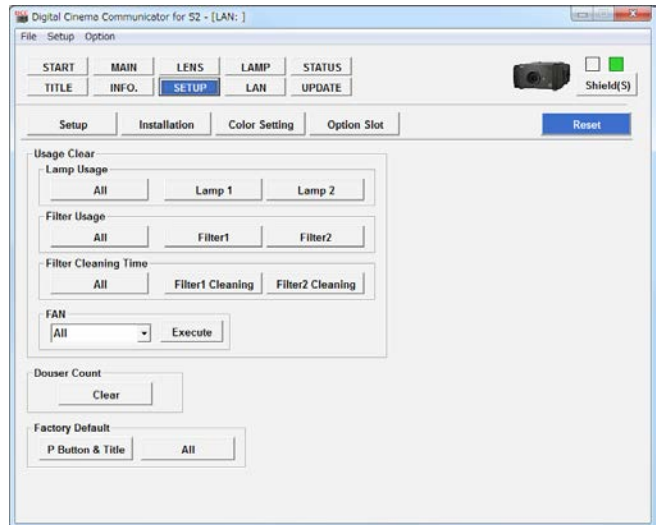 Digital Cinema Communicator for S2 - [LAN: ]
File Setup Option
START MAIN LENS LAMP STATUS
TITLE INFO. SETUP LAN UPDATE
Shield(S)
Setup Installation Color Setting Option Slot Reset
Usage Clear
Lamp Usage
All Lamp 1 Lamp 2
Filter Usage
All Filter1 Filter2
Filter Cleaning Time
All Filter1 Cleaning Filter2 Cleaning
FAN
All Execute
Douser Count
Clear
Factory Default
P Button & Title All